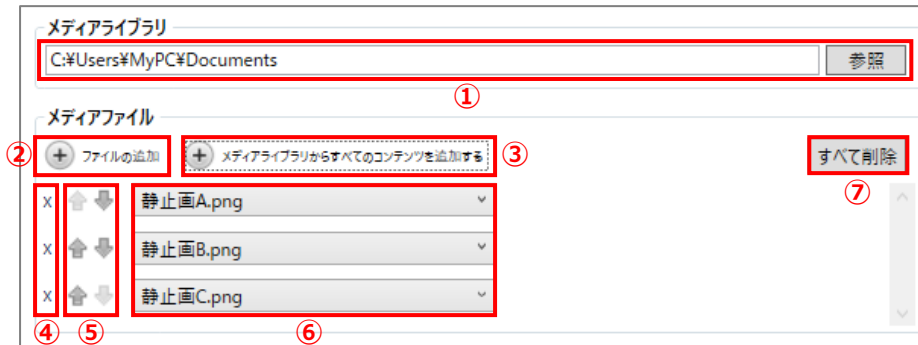 メディアライブラリ
C:¥Users¥MyPC¥Documents 参照
①
メディアファイル
② + ファイルの追加 + メディアライブラリからすべてのコンテンツを追加する ③ すべて削除
⑦
x 静止画A.png
x 静止画B.png
x 静止画C.png
④ ⑤ ⑥